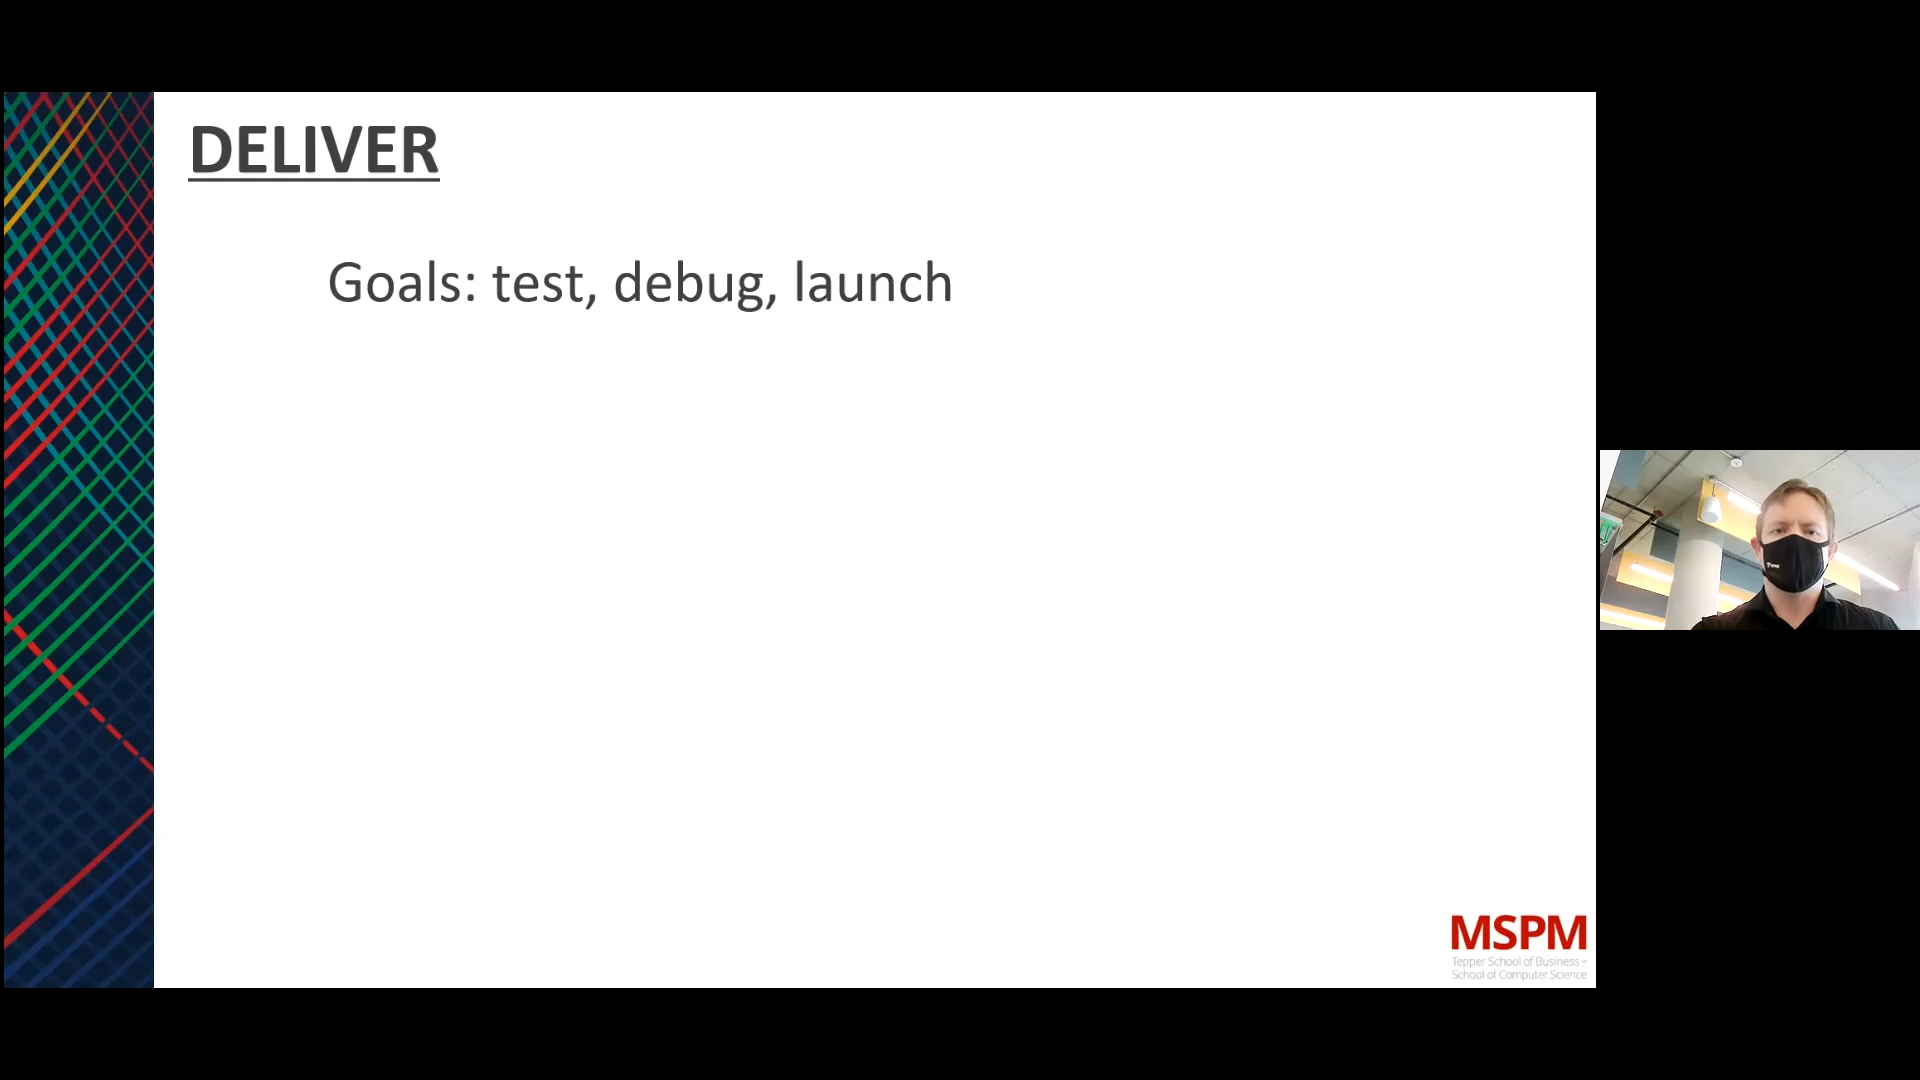 DELIVER
Goals: test, debug, launch
MSPM
Tepper School of Business –
School of Computer Science